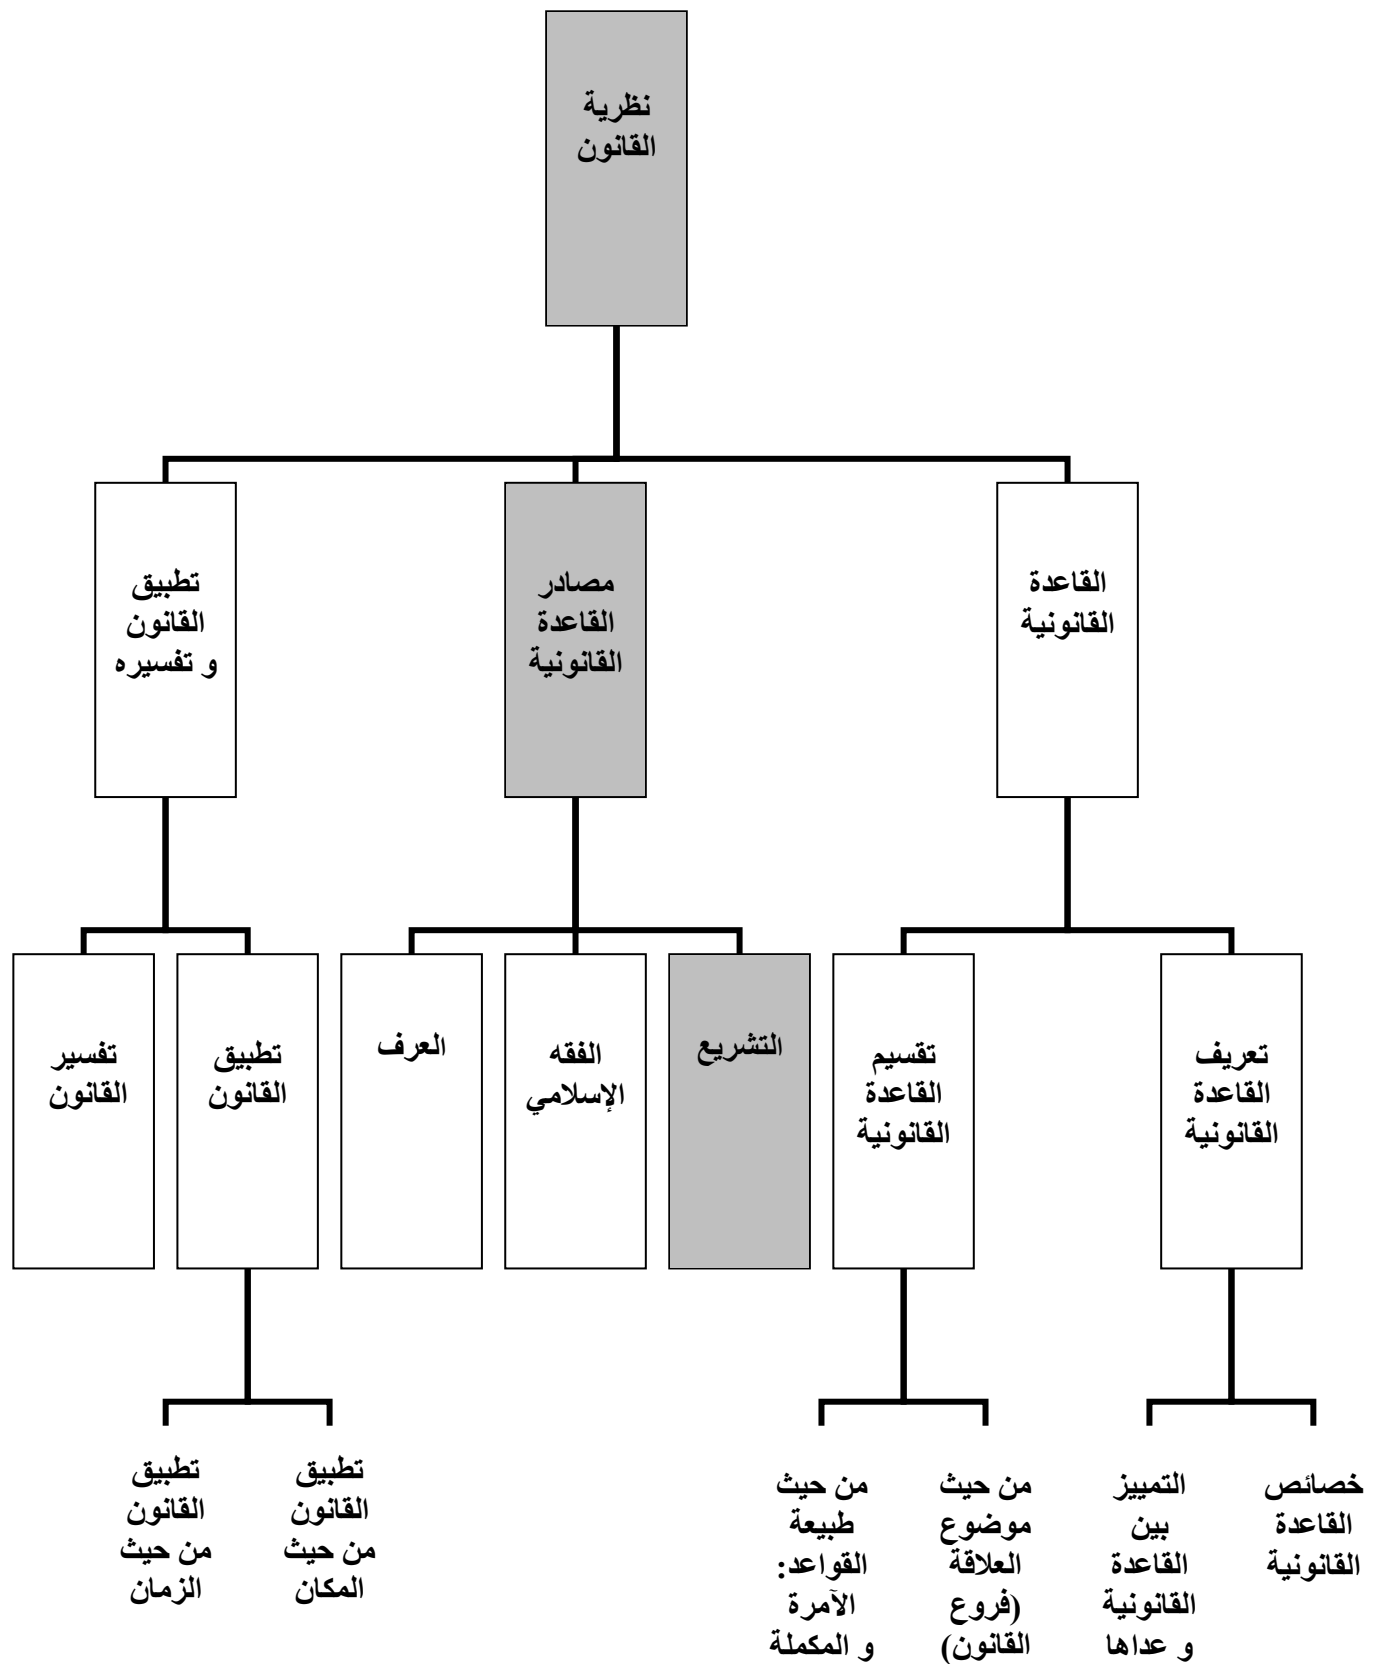 نظرية
القانون
القاعدة
القانونية
مصادر
القاعدة
القانونية
تطبيق
القانون
و تفسيره
تعريف
القاعدة
القانونية
تقسيم
القاعدة
القانونية
التشريع
الفقه
الإسلامي
العرف
تطبيق
القانون
تفسير
القانون
خصائص
القاعدة
القانونية
التمييز
بين
القاعدة
القانونية
و عداها
من حيث
موضوع
العلاقة
(فروع
القانون)
من حيث
طبيعة
القواعد:
الآمرة
و المكملة
تطبيق
القانون
من حيث
المكان
تطبيق
القانون
من حيث
الزمان